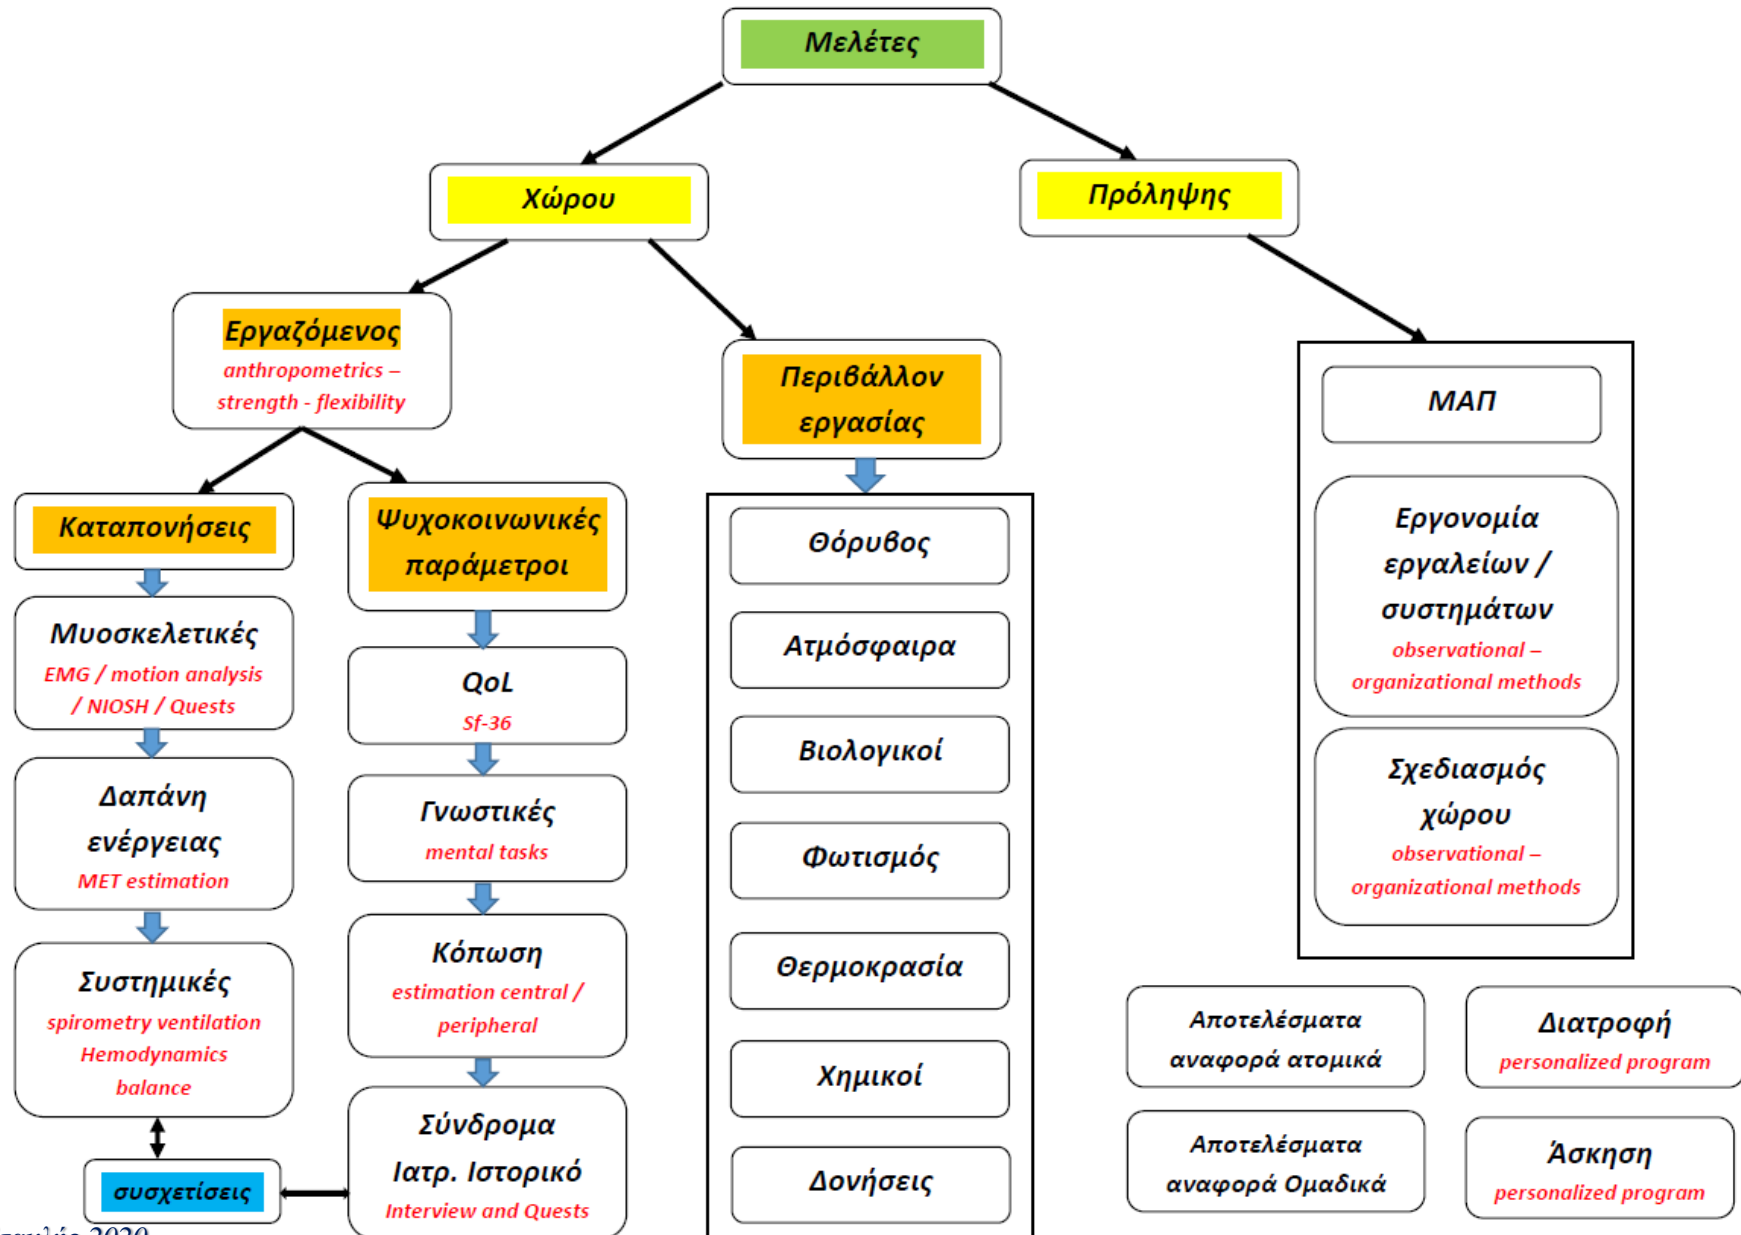 Μελέτες
Χώρου
Πρόληψης
Εργαζόμενος
anthropometrics –
strength - flexibility
Περιβάλλον
εργασίας
Καταπονήσεις
Μυοσκελετικές
EMG / motion analysis
/ NIOSH / Quests
Δαπάνη
ενέργειας
MET estimation
Συστημικές
spirometry ventilation
Hemodynamics
balance
συσχετίσεις
Ψυχοκοινωνικές
παράμετροι
QoL
Sf-36
Γνωστικές
mental tasks
Κόπωση
estimation central /
peripheral
Σύνδρομα
Ιατρ. Ιστορικό
Interview and Quests
Θόρυβος
Ατμόσφαιρα
Βιολογικοί
Φωτισμός
Θερμοκρασία
Χημικοί
Δονήσεις
ΜΑΠ
Εργονομία
εργαλείων /
συστημάτων
observational –
organizational methods
Σχεδιασμός
χώρου
observational –
organizational methods
Αποτελέσματα
αναφορά ατομικά
Διατροφή
personalized program
Αποτελέσματα
αναφορά Ομαδικά
Άσκηση
personalized program
2020